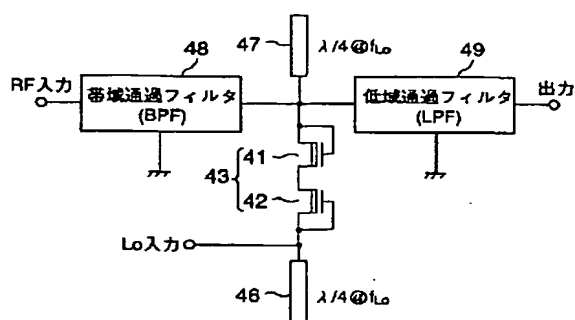 48
47
λ/4@fLo
49
RF入力
帯域通過フィルタ
(BPF)
低域通過フィルタ
(LPF)
出力
43
41
42
Lo入力
46
λ/4@fLo